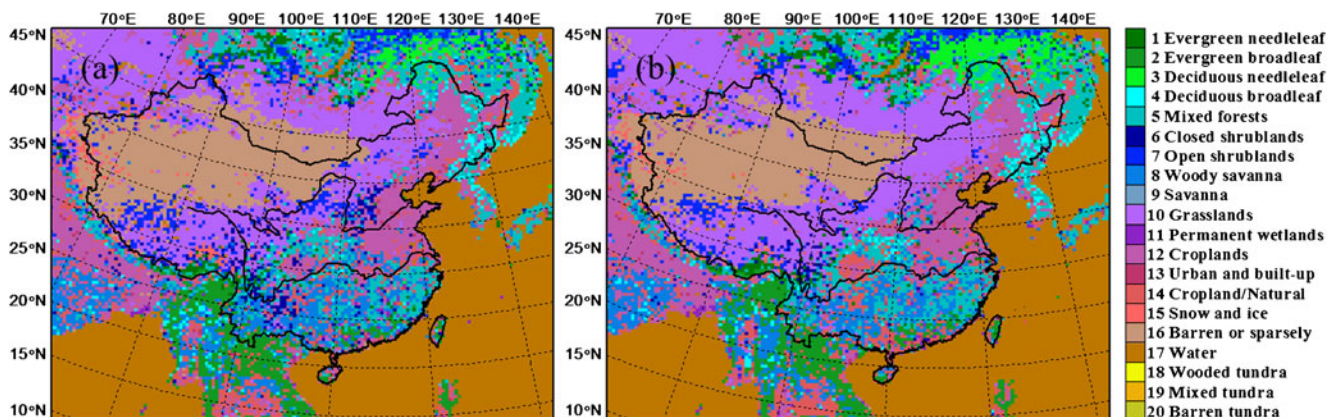 70°E 80°E 90°E 100°E 110°E 120°E 130°E 140°E
70°E 80°E 90°E 100°E 110°E 120°E 130°E 140°E
45°N
40°N
35°N
30°N
25°N
20°N
15°N
10°N
(a)
45°N
40°N
35°N
30°N
25°N
20°N
15°N
10°N
(b)
1 Evergreen needleleaf
2 Evergreen broadleaf
3 Deciduous needleleaf
4 Deciduous broadleaf
5 Mixed forests
6 Closed shrublands
7 Open shrublands
8 Woody savanna
9 Savanna
10 Grasslands
11 Permanent wetlands
12 Croplands
13 Urban and built-up
14 Cropland/Natural
15 Snow and ice
16 Barren or sparsely
17 Water
18 Wooded tundra
19 Mixed tundra
20 Barren tundra